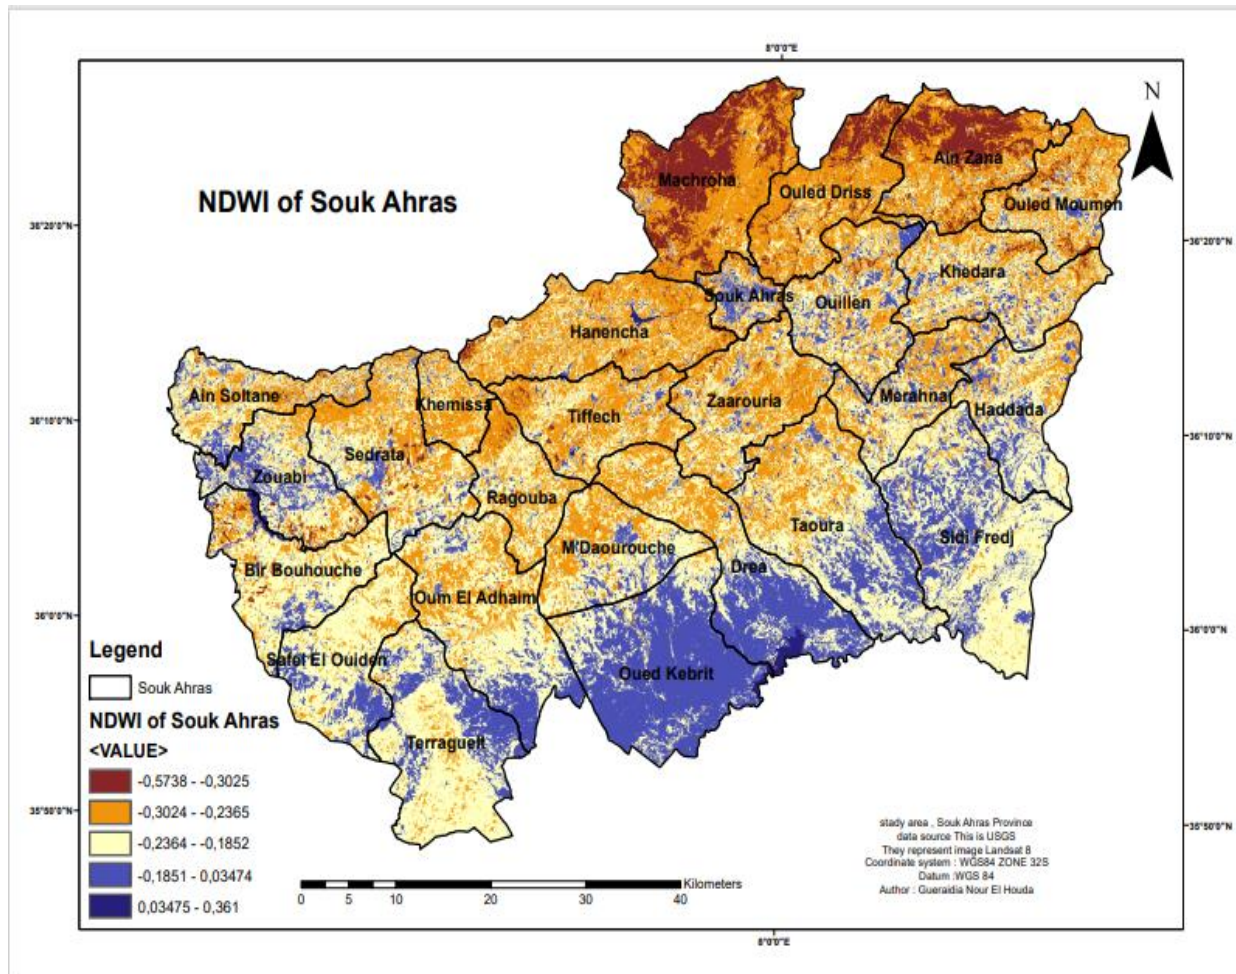 8°0'0"E
N
NDWI of Souk Ahras
Machroha
Ain Zana
Ouled Driss
Ouled Moumen
36°20'0"N
36°20'0"N
Khedara
Souk Ahras
Ouillen
Hanencha
Ain Soltane
Khemissa
Tiffech
Zaarouria
Merahna
Haddada
36°10'0"N
36°10'0"N
Sedrata
Zouabi
Ragouba
Taoura
Sidi Fredj
M'Daourouche
Drea
Bir Bouhouche
Oum El Adhaim
36°0'0"N
36°0'0"N
Safel El Ouiden
Oued Kebrit
Terraguelt
Legend
Souk Ahras
NDWI of Souk Ahras
<VALUE>
-0,5738 - -0,3025
-0,3024 - -0,2365
-0,2364 - -0,1852
-0,1851 - 0,03474
0,03475 - 0,361
35°50'0"N
35°50'0"N
stady area , Souk Ahras Province
data source This is USGS
They represent image Landsat 8
Coordinate system : WGS84 ZONE 32S
Datum :WGS 84
Author : Gueraidia Nour El Houda
Kilometers
0 5 10 20 30 40
8°0'0"E